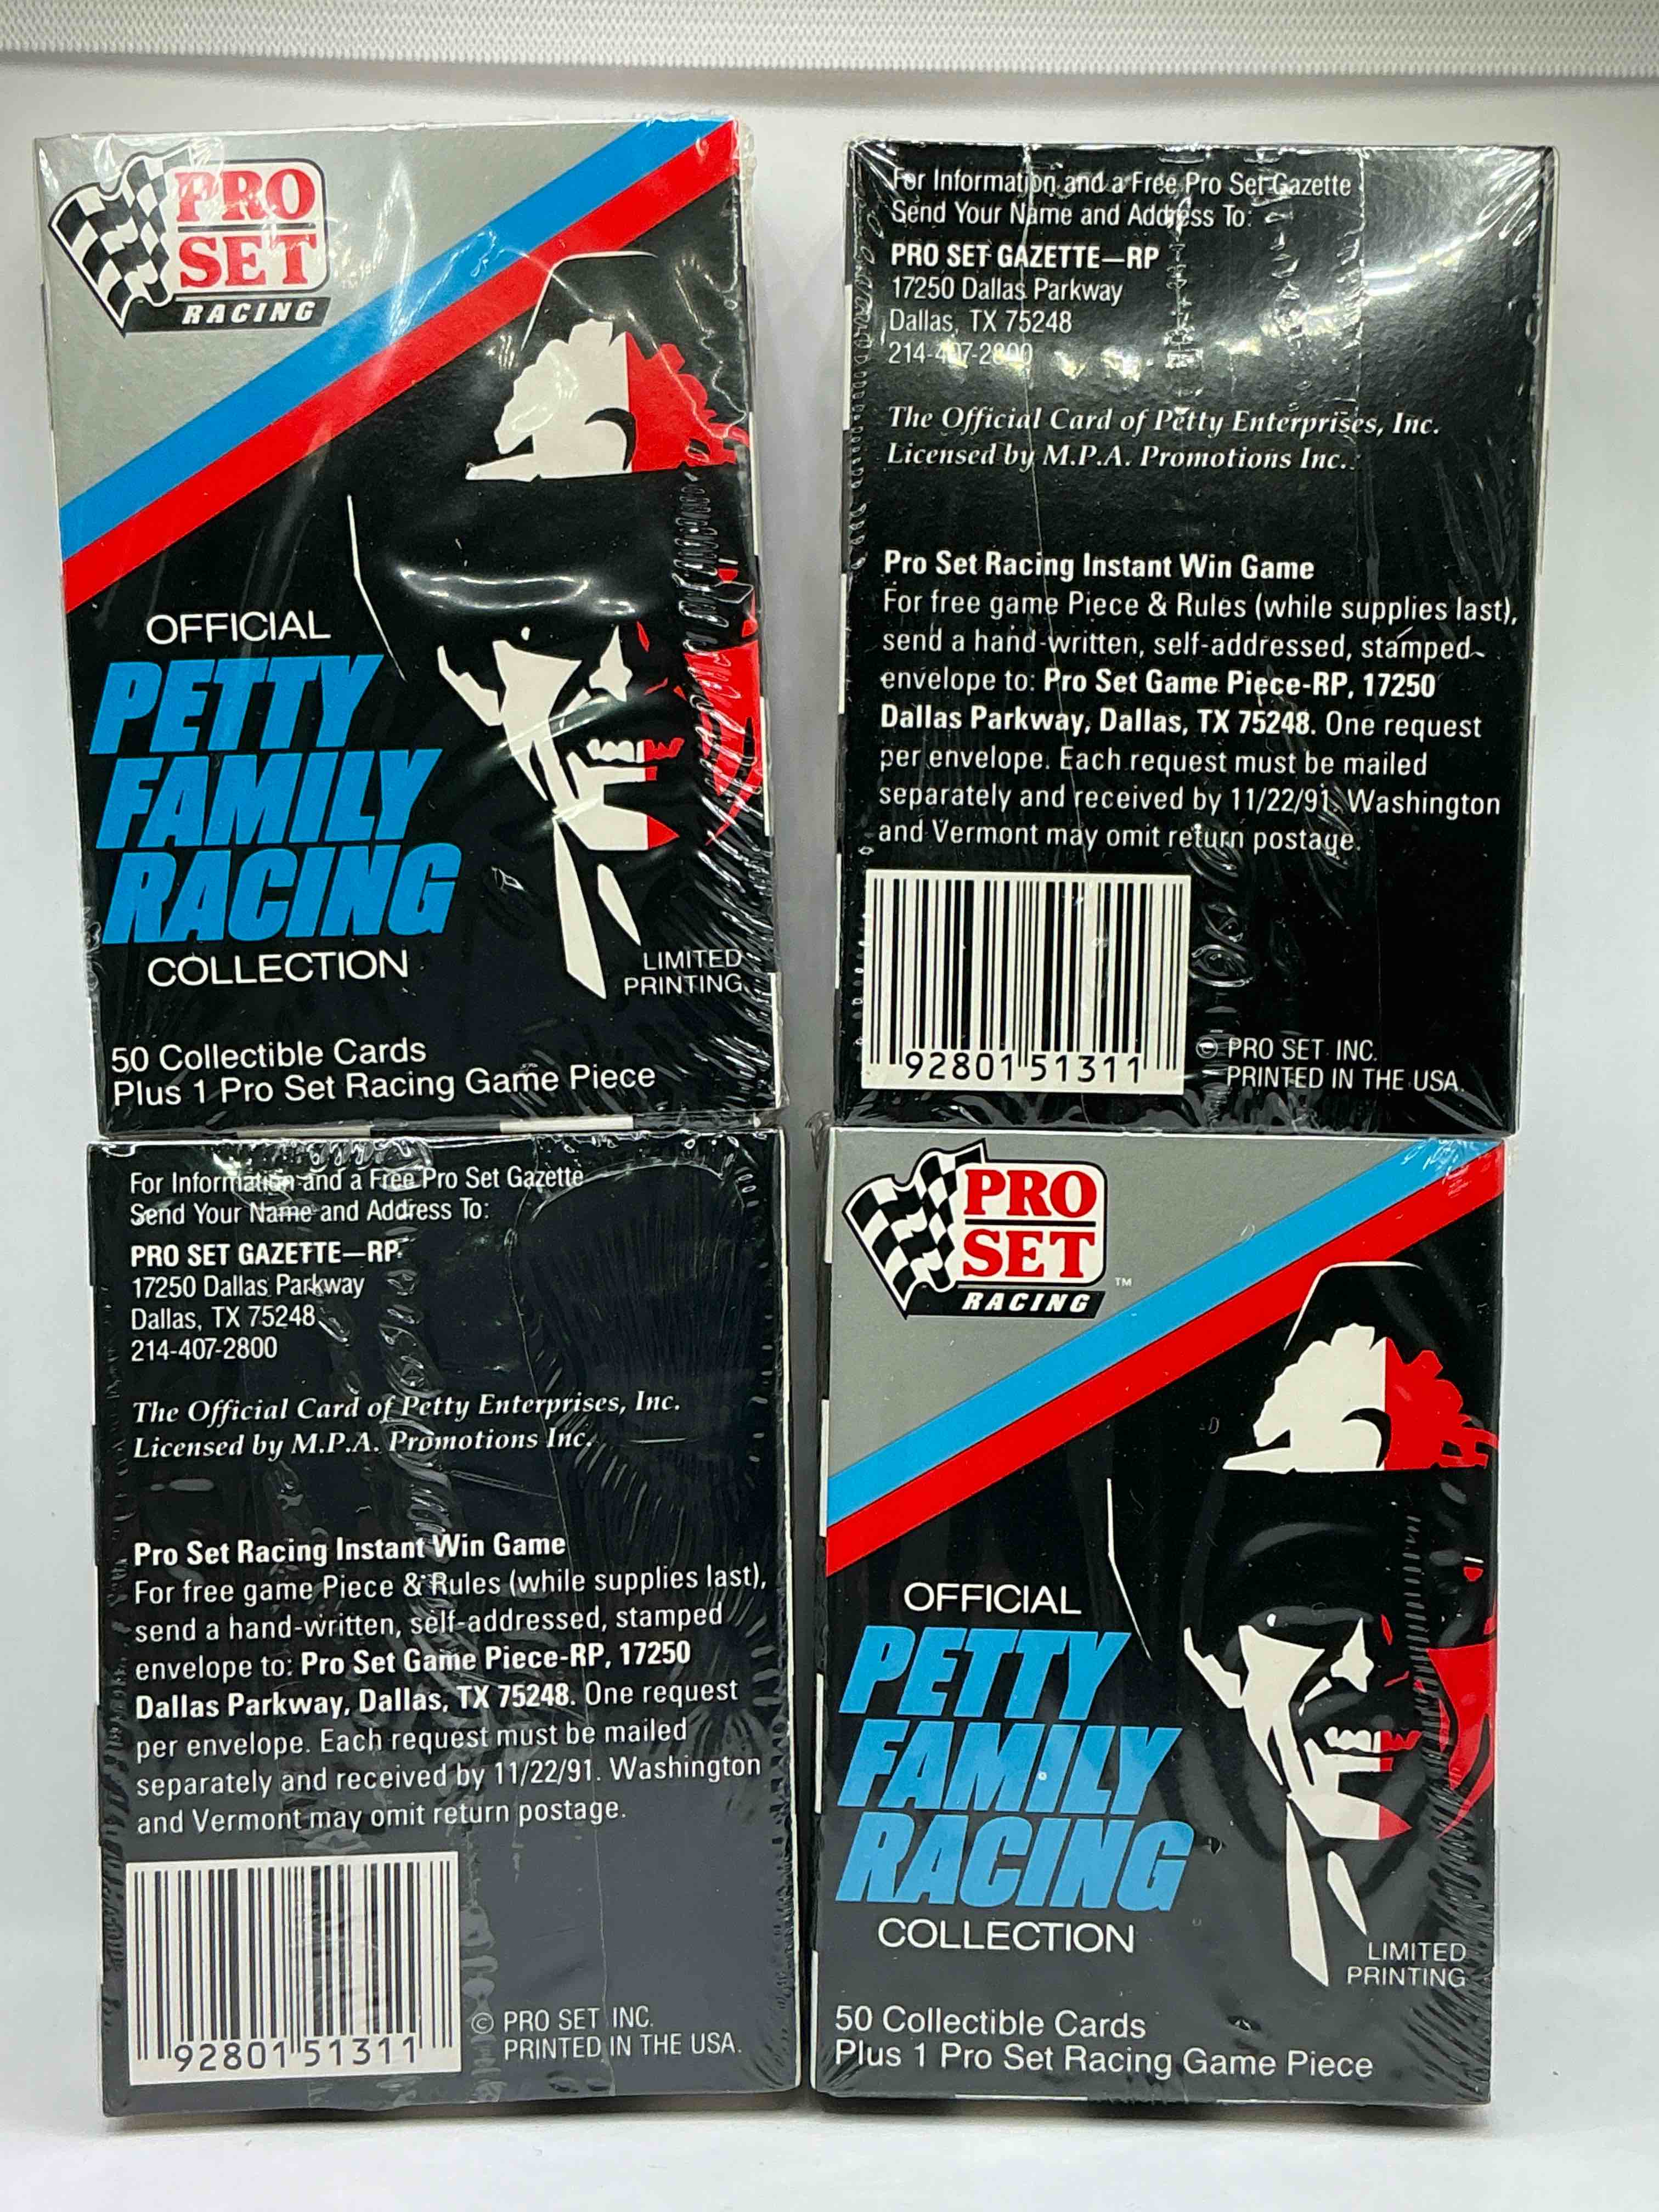 PRO
SET
RACING
OFFICIAL
PETTY
FAMILY
RACING
COLLECTION
LIMITED
PRINTING
50 Collectible Cards
Plus 1 Pro Set Racing Game Piece
For Information and a Free Pro Set Gazette
Send Your Name and Address To:
PRO SET GAZETTE—RP
17250 Dallas Parkway
Dallas, TX 75248
214-407-2800
The Official Card of Petty Enterprises, Inc.
Licensed by M.P.A. Promotions Inc.
Pro Set Racing Instant Win Game
For free game Piece & Rules (while supplies last),
send a hand-written, self-addressed, stamped
envelope to: Pro Set Game Piece-RP, 17250
Dallas Parkway, Dallas, TX 75248. One request
per envelope. Each request must be mailed
separately and received by 11/22/91. Washington
and Vermont may omit return postage.
92801 51311
© PRO SET INC.
PRINTED IN THE USA.
For Information and a Free Pro Set Gazette
Send Your Name and Address To:
PRO SET GAZETTE—RP
17250 Dallas Parkway
Dallas, TX 75248
214-407-2800
The Official Card of Petty Enterprises, Inc.
Licensed by M.P.A. Promotions Inc.
Pro Set Racing Instant Win Game
For free game Piece & Rules (while supplies last),
send a hand-written, self-addressed, stamped
envelope to: Pro Set Game Piece-RP, 17250
Dallas Parkway, Dallas, TX 75248. One request
per envelope. Each request must be mailed
separately and received by 11/22/91. Washington
and Vermont may omit return postage.
92801 51311
© PRO SET INC.
PRINTED IN THE USA.
PRO
SET
RACING
TM
OFFICIAL
PETTY
FAMILY
RACING
COLLECTION
LIMITED
PRINTING
50 Collectible Cards
Plus 1 Pro Set Racing Game Piece